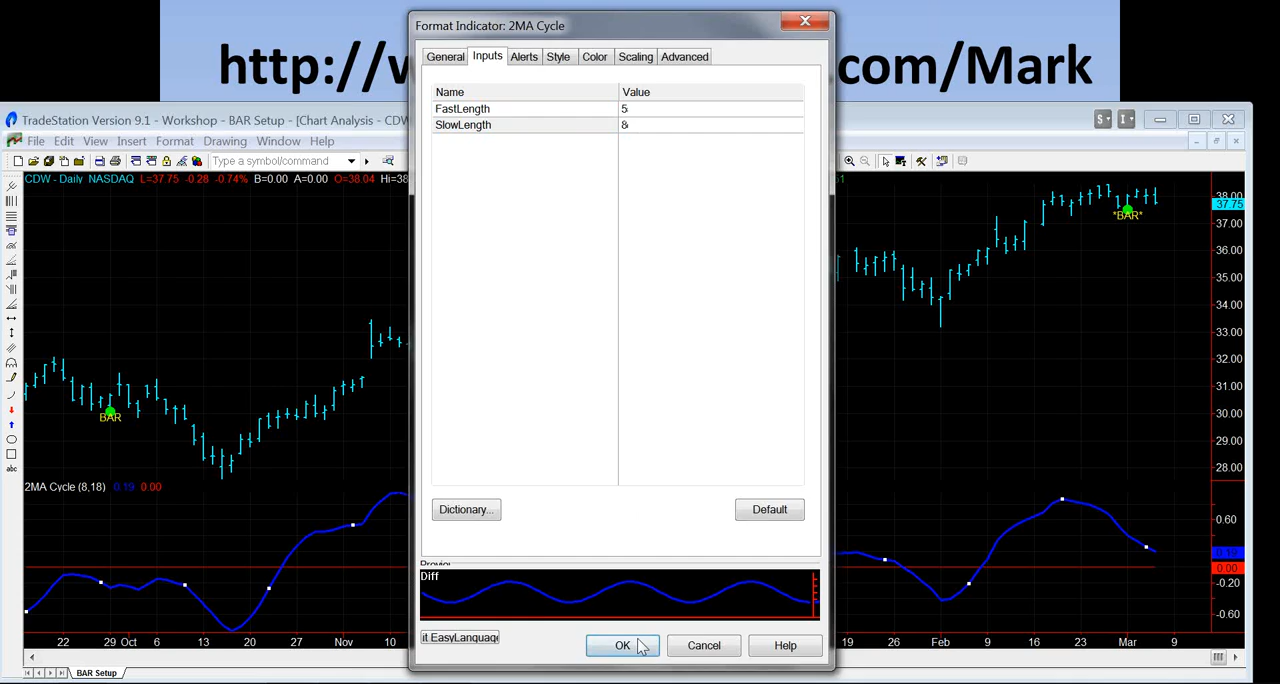 http://w
com/Mark
Format Indicator: 2MA Cycle
General Inputs Alerts Style Color Scaling Advanced
Name Value
FastLength 5
SlowLength &
Dictionary... Default
Diff
it EasyLanguage
OK Cancel Help
TradeStation Version 9.1 - Workshop - BAR Setup - [Chart Analysis - CDW
File Edit View Insert Format Drawing Window Help
Type a symbol/command
CDW - Daily NASDAQ L=37.75 -0.28 -0.74% B=0.00 A=0.00 O=38.04 Hi=38
38.00
37.75
37.00
36.00
35.00
34.00
33.00
32.00
31.00
30.00
29.00
28.00
*BAR*
BAR
abc
2MA Cycle (8,18) 0.19 0.00
0.60
0.19
0.00
-0.20
-0.60
22 29 Oct 6 13 20 27 Nov 10 19 26 Feb 9 16 23 Mar 9
BAR Setup